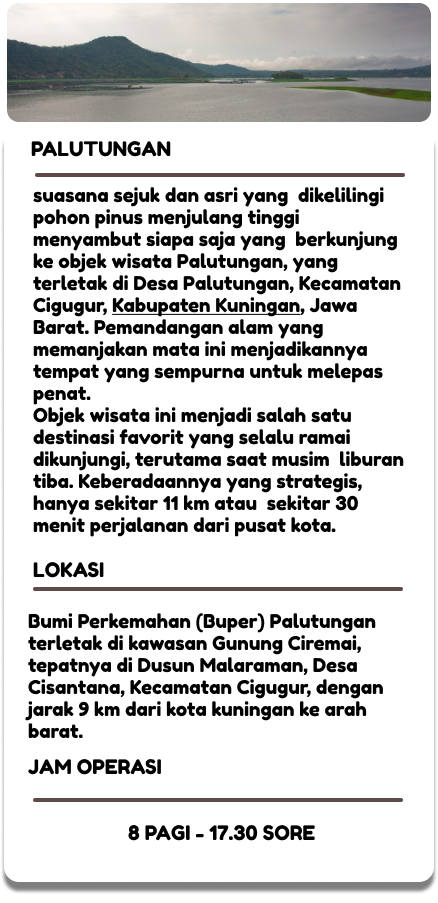 PALUTUNGAN
suasana sejuk dan asri yang  dikelilingi
pohon pinus menjulang tinggi
menyambut siapa saja yang  berkunjung
ke objek wisata Palutungan, yang
terletak di Desa Palutungan, Kecamatan
Cigugur, Kabupaten Kuningan, Jawa
Barat. Pemandangan alam yang
memanjakan mata ini menjadikannya
tempat yang sempurna untuk melepas
penat.
Objek wisata ini menjadi salah satu
destinasi favorit yang selalu ramai
dikunjungi, terutama saat musim  liburan
tiba. Keberadaannya yang strategis,
hanya sekitar 11 km atau  sekitar 30
menit perjalanan dari pusat kota.
LOKASI
Bumi Perkemahan (Buper) Palutungan
terletak di kawasan Gunung Ciremai,
tepatnya di Dusun Malaraman, Desa
Cisantana, Kecamatan Cigugur, dengan
jarak 9 km dari kota kuningan ke arah
barat.
JAM OPERASI
8 PAGI - 17.30 SORE